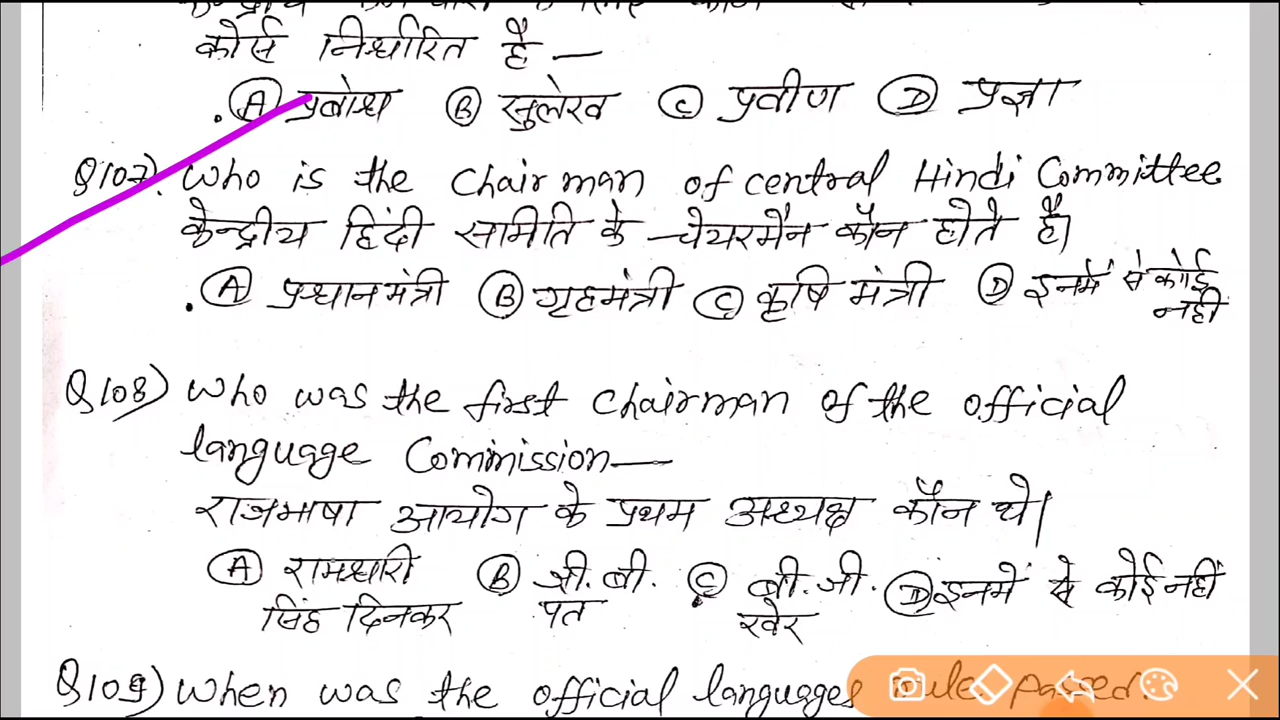 कोर्स निर्धारित है —
. Ⓐ प्रबोध Ⓑ सुलेख Ⓒ प्रवीण Ⓓ प्रज्ञा
Q107). Who is the Chairman of central Hindi Committee
केन्द्रीय हिंदी समिति के चेयरमैन कौन होते है।
. Ⓐ प्रधानमंत्री Ⓑ गृहमंत्री Ⓒ कृषि मंत्री Ⓓ इनमें से कोई नहीं
Q108) Who was the first Chairman of the official
language Commission—
राजभाषा आयोग के प्रथम अध्यक्ष कौन थे।
Ⓐ रामधारी सिंह दिनकर Ⓑ जी.बी. पंत Ⓒ बी.जी. खेर Ⓓ इनमें से कोई नहीं
Q109) When was the official languages rules passed.